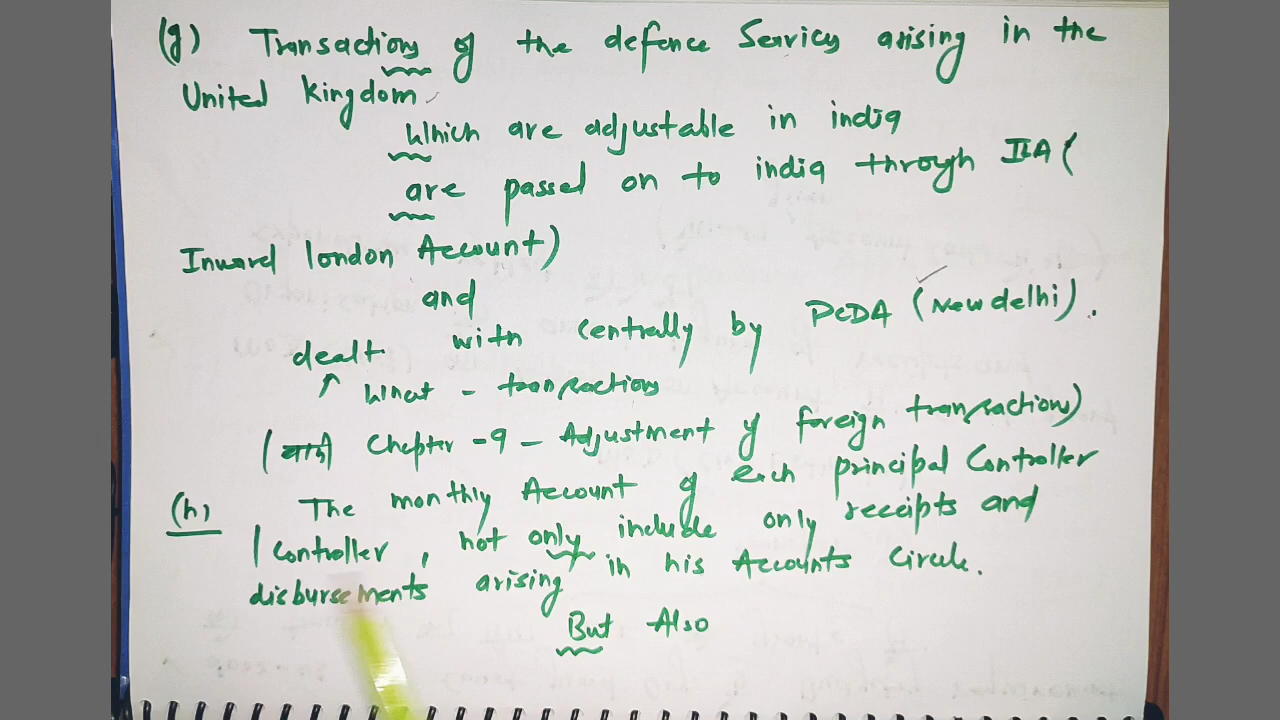 (g) Transactions of the defence Services arising in the
United Kingdom.
Which are adjustable in india
are passed on to india through ILA (
Inward london Account)
and
dealt with centrally by PCDA (New delhi).
What - transactions
( Chepter -9 - Adjustment of foreign transactions)
(h) The monthly Account of each principal Controller
/ Controller, not only include only receipts and
disbursements arising in his Accounts Circle.
But Also